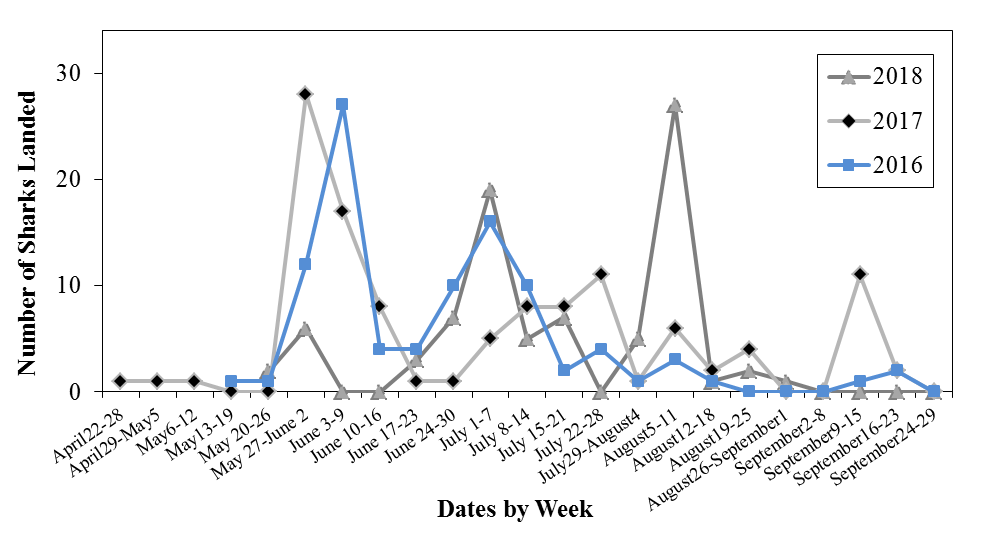 Number of Sharks Landed
30
20
10
0
2018
2017
2016
April22-28
April29-May5
May6-12
May13-19
May 20-26
May 27-June 2
June 3-9
June 10-16
June 17-23
June 24-30
July 1-7
July 8-14
July 15-21
July 22-28
July29-August4
August5-11
August12-18
August19-25
August26-September1
September2-8
September9-15
September16-23
September24-29
Dates by Week